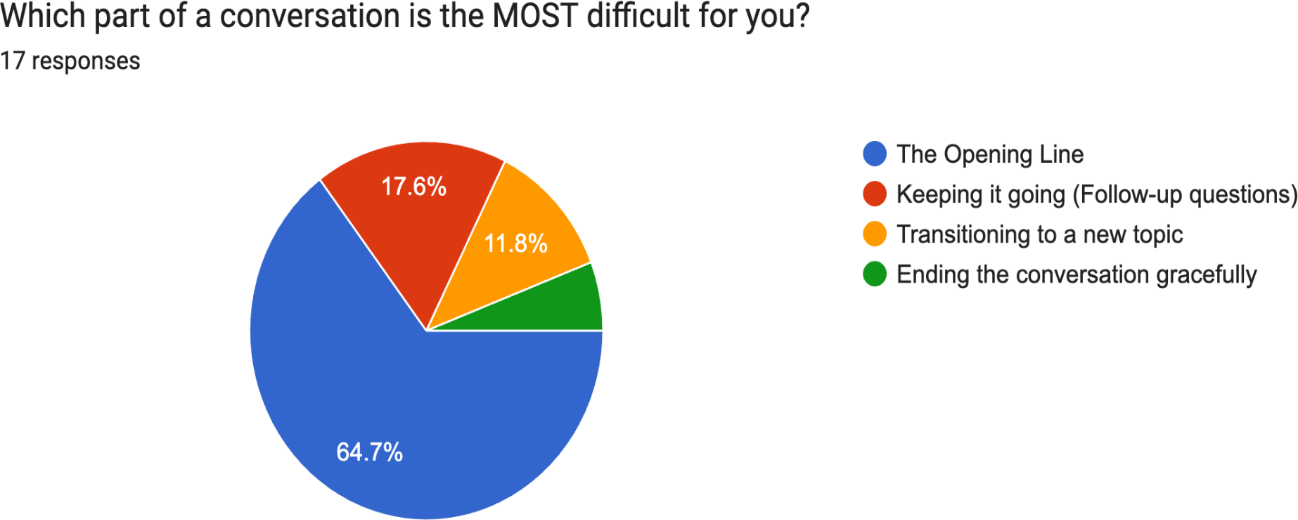 Which part of a conversation is the MOST difficult for you?
17 responses
17.6%
11.8%
64.7%
The Opening Line
Keeping it going (Follow-up questions)
Transitioning to a new topic
Ending the conversation gracefully